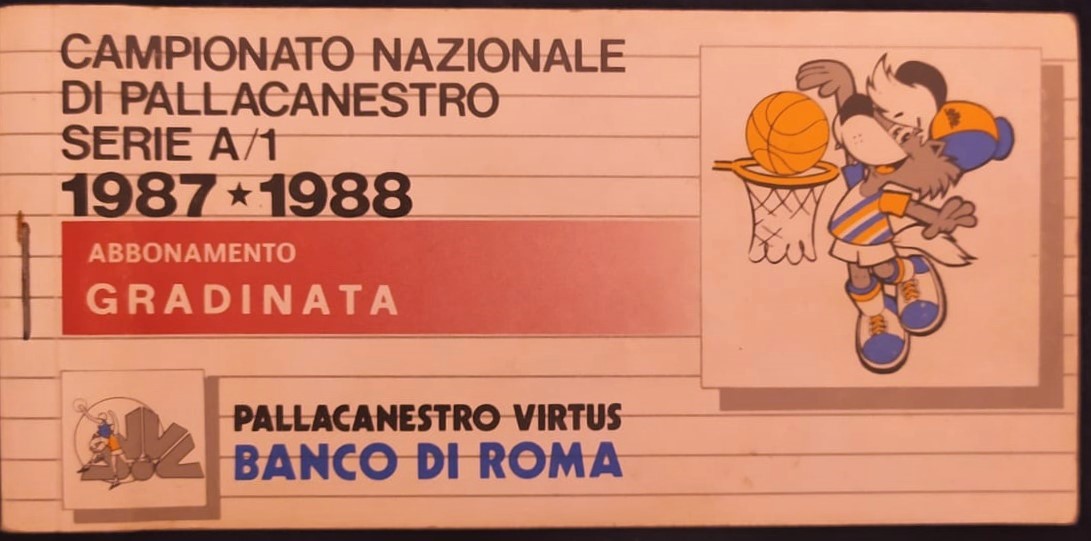 CAMPIONATO NAZIONALE
DI PALLACANESTRO
SERIE A/1
1987★1988
ABBONAMENTO
GRADINATA
PALLACANESTRO VIRTUS
BANCO DI ROMA